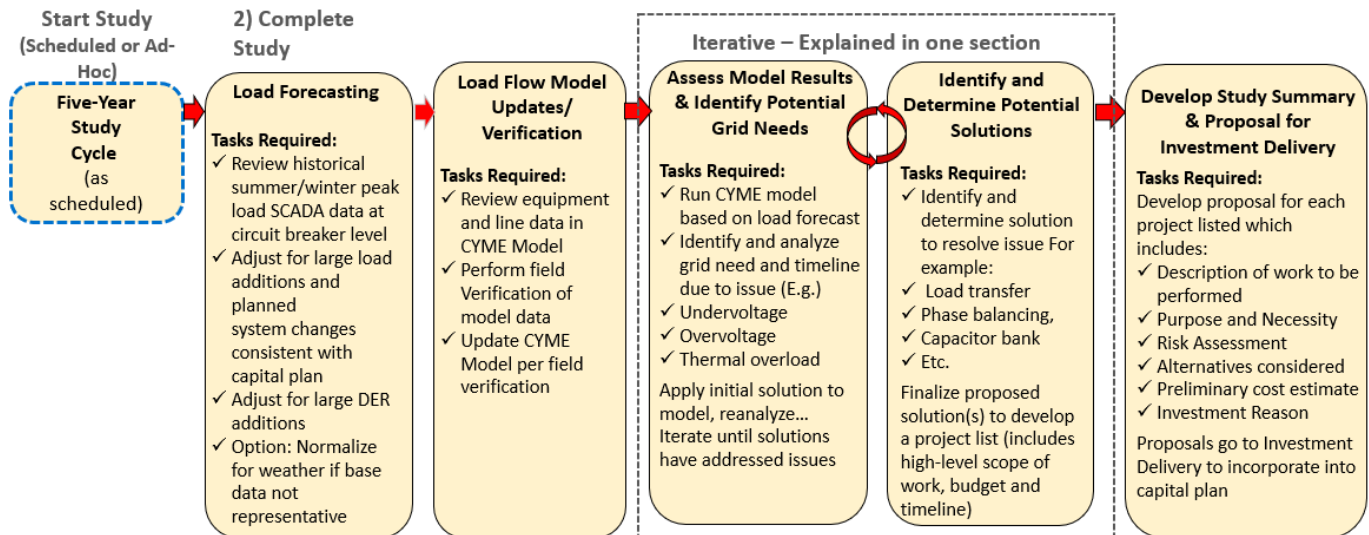 Start Study
(Scheduled or Ad-
Hoc)
Five-Year
Study
Cycle
(as
scheduled)
2) Complete
Study
Load Forecasting
Tasks Required:
✓ Review historical
summer/winter peak
load SCADA data at
circuit breaker level
✓ Adjust for large load
additions and
planned
system changes
consistent with
capital plan
✓ Adjust for large DER
additions
✓ Option: Normalize
for weather if base
data not
representative
Load Flow Model
Updates/
Verification
Tasks Required:
✓ Review equipment
and line data in
CYME Model
✓ Perform field
Verification of
model data
✓ Update CYME
Model per field
verification
Iterative – Explained in one section
Assess Model Results
& Identify Potential
Grid Needs
Tasks Required:
✓ Run CYME model
based on load forecast
✓ Identify and analyze
grid need and timeline
due to issue (E.g.)
✓ Undervoltage
✓ Overvoltage
✓ Thermal overload
Apply initial solution to
model, reanalyze...
Iterate until solutions
have addressed issues
Identify and
Determine Potential
Solutions
Tasks Required:
✓ Identify and
determine solution
to resolve issue For
example:
✓ Load transfer
✓ Phase balancing,
✓ Capacitor bank
✓ Etc.
Finalize proposed
solution(s) to develop
a project list (includes
high-level scope of
work, budget and
timeline)
Develop Study Summary
& Proposal for
Investment Delivery
Tasks Required:
Develop proposal for each
project listed which
includes:
✓ Description of work to be
performed
✓ Purpose and Necessity
✓ Risk Assessment
✓ Alternatives considered
✓ Preliminary cost estimate
✓ Investment Reason
Proposals go to Investment
Delivery to incorporate into
capital plan